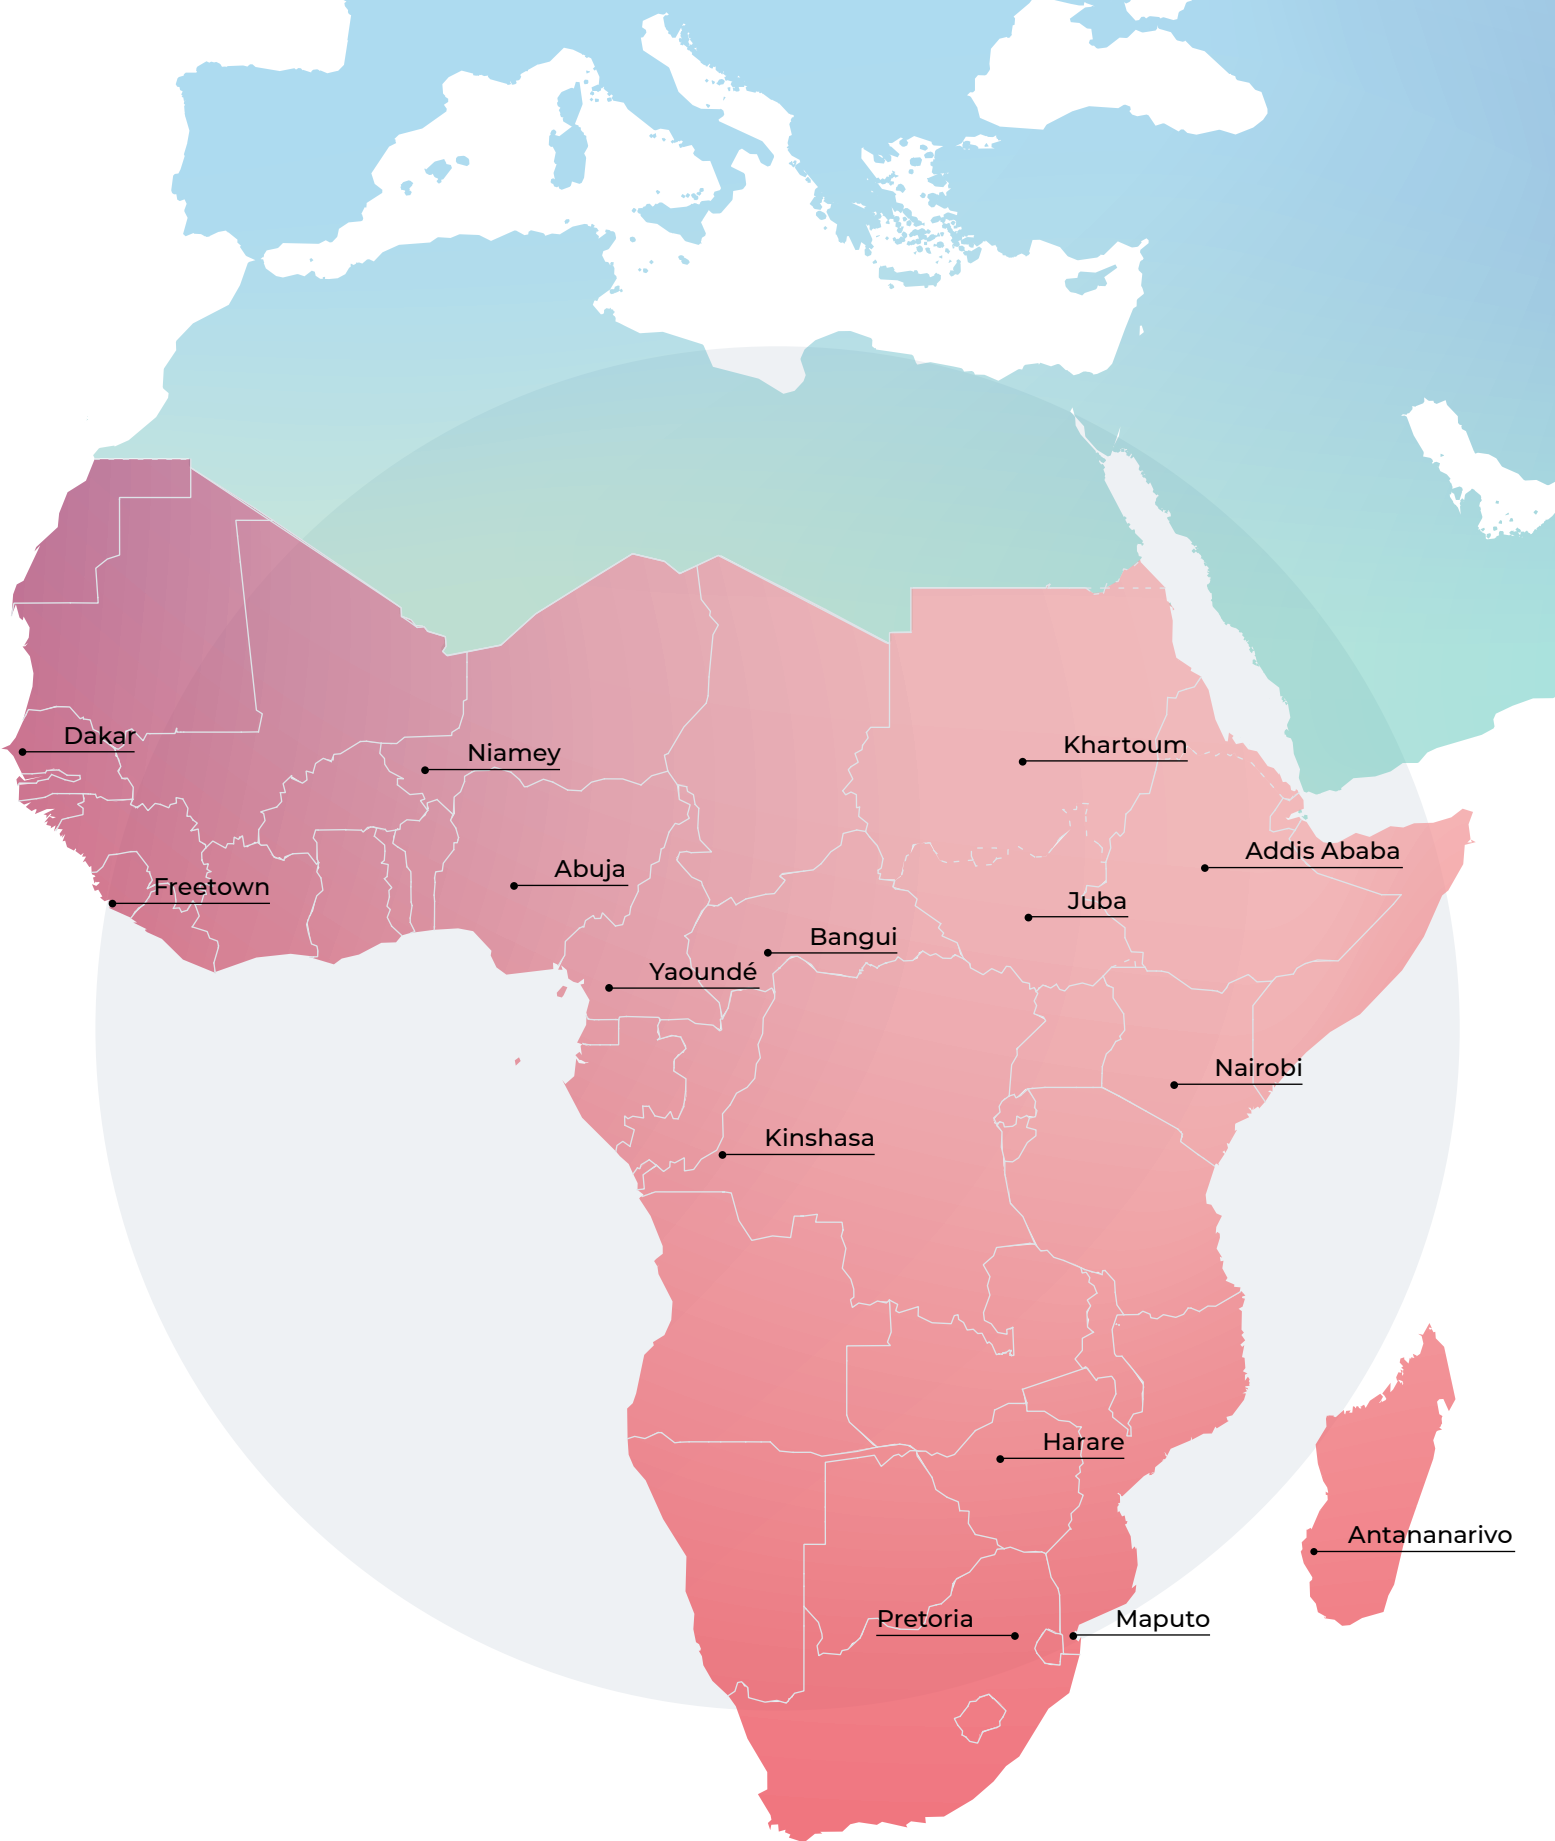 Dakar
Khartoum
Niamey
Addis Ababa
Abuja
Freetown
Juba
Bangui
Yaoundé
Nairobi
Kinshasa
Harare
Antananarivo
Pretoria
Maputo